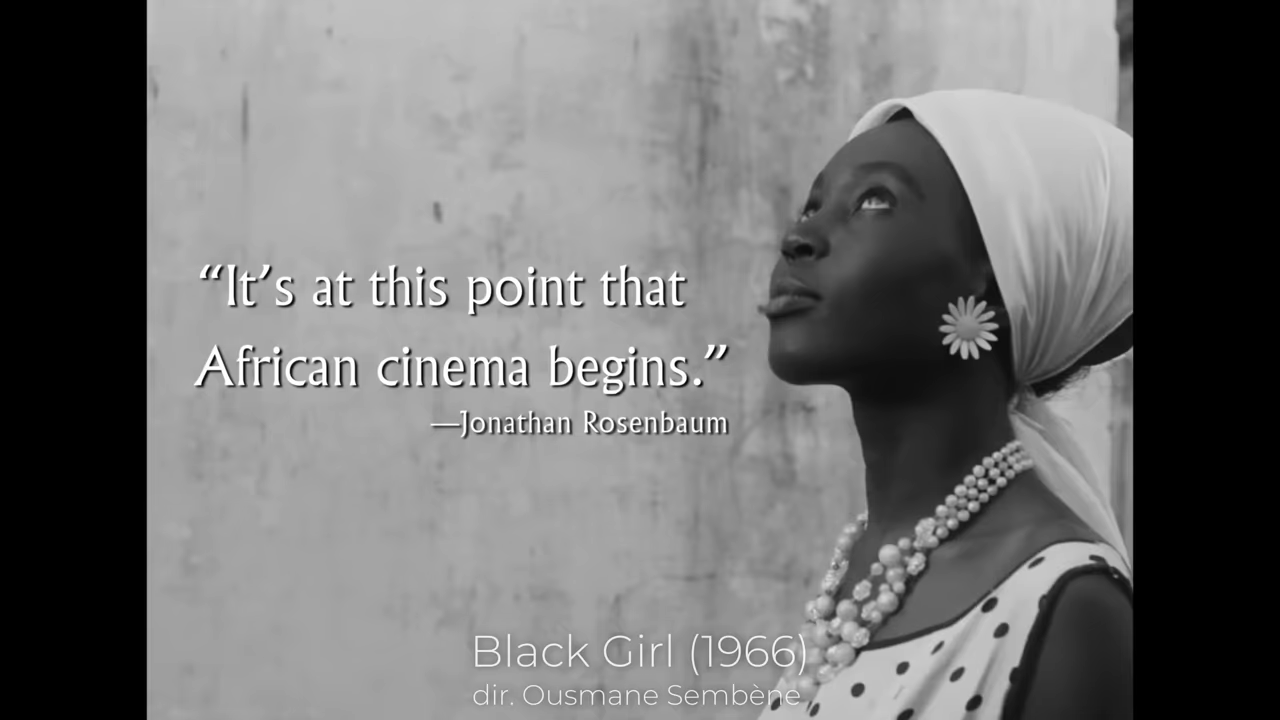 “It’s at this point that
African cinema begins.”
—Jonathan Rosenbaum
Black Girl (1966)
dir. Ousmane Sembène